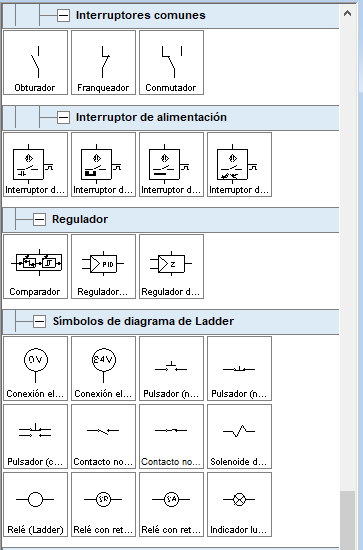 Interruptores comunes
Obturador Franqueador Conmutador
Interruptor de alimentación
Interruptor d... Interruptor d... Interruptor d... Interruptor d...
Regulador
PID Z
Comparador Regulador... Regulador d...
Símbolos de diagrama de Ladder
0V 24V
Conexión el... Conexión el... Pulsador (n... Pulsador (n...
Pulsador (c... Contacto no... Contacto no... Solenoide d...
SR SA
Relé (Ladder) Relé con ret... Relé con ret... Indicador lu...